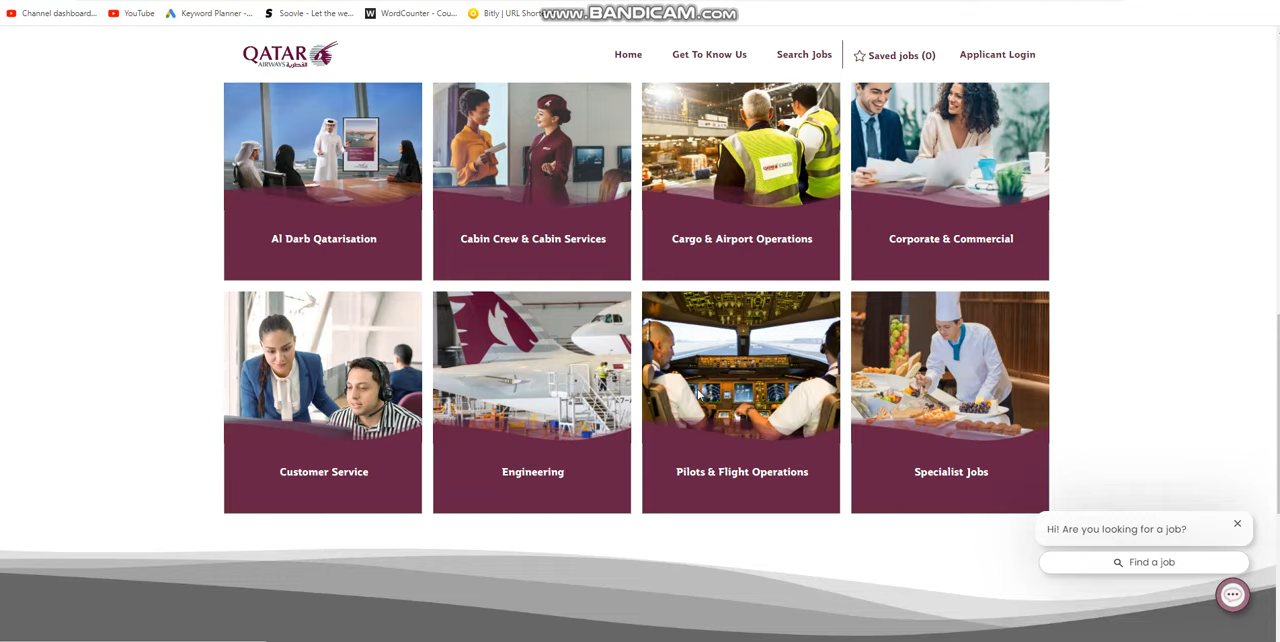 Channel dashboard...
YouTube
Keyword Planner -...
Soovle - Let the we...
WordCounter - Cou...
Bitly | URL Short
www.BANDICAM.com
QATAR
AIRWAYS القطرية
Home
Get To Know Us
Search Jobs
Saved jobs (0)
Applicant Login
Al Darb Qatarisation
Cabin Crew & Cabin Services
Cargo & Airport Operations
Corporate & Commercial
Customer Service
Engineering
Pilots & Flight Operations
Specialist Jobs
Hi! Are you looking for a job?
Find a job